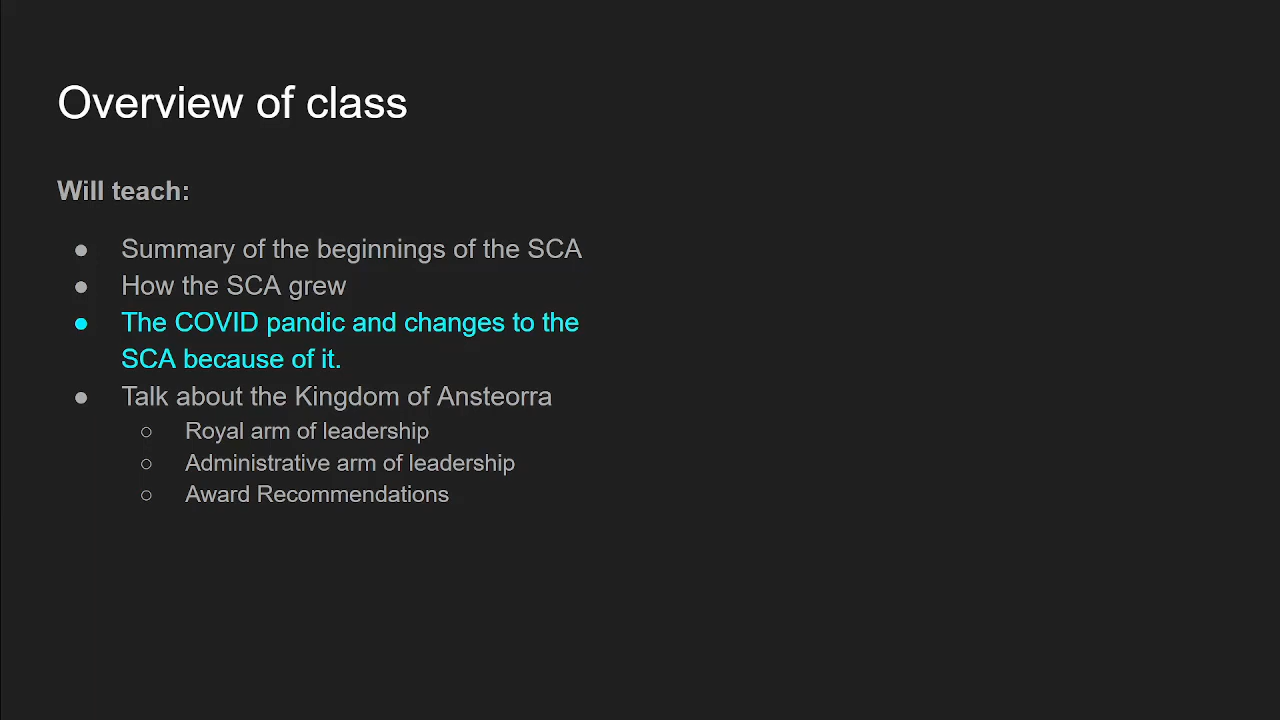 Overview of class
Will teach:
● Summary of the beginnings of the SCA
● How the SCA grew
● The COVID pandic and changes to the
SCA because of it.
● Talk about the Kingdom of Ansteorra
○ Royal arm of leadership
○ Administrative arm of leadership
○ Award Recommendations